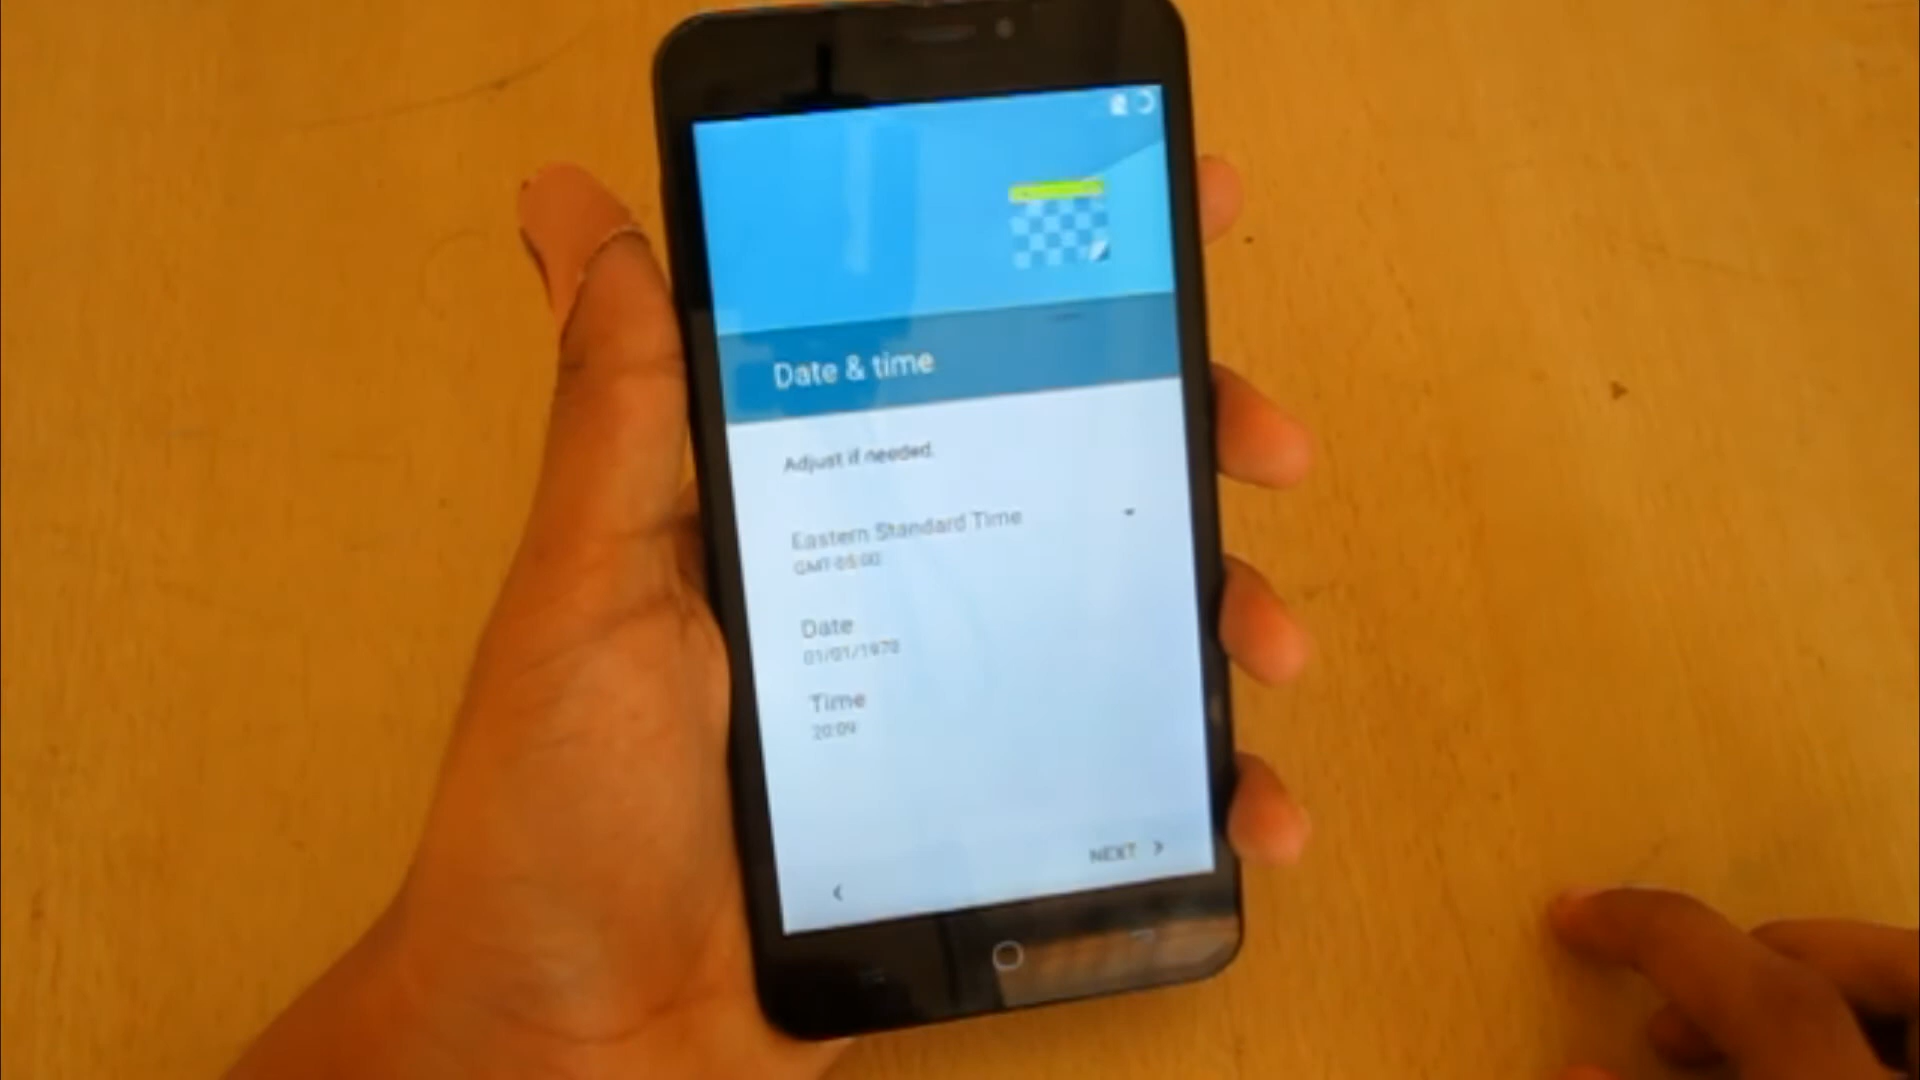 Date & time
Adjust if needed.
Eastern Standard Time
GMT-05:00
Date
01/01/1970
Time
20:09
NEXT